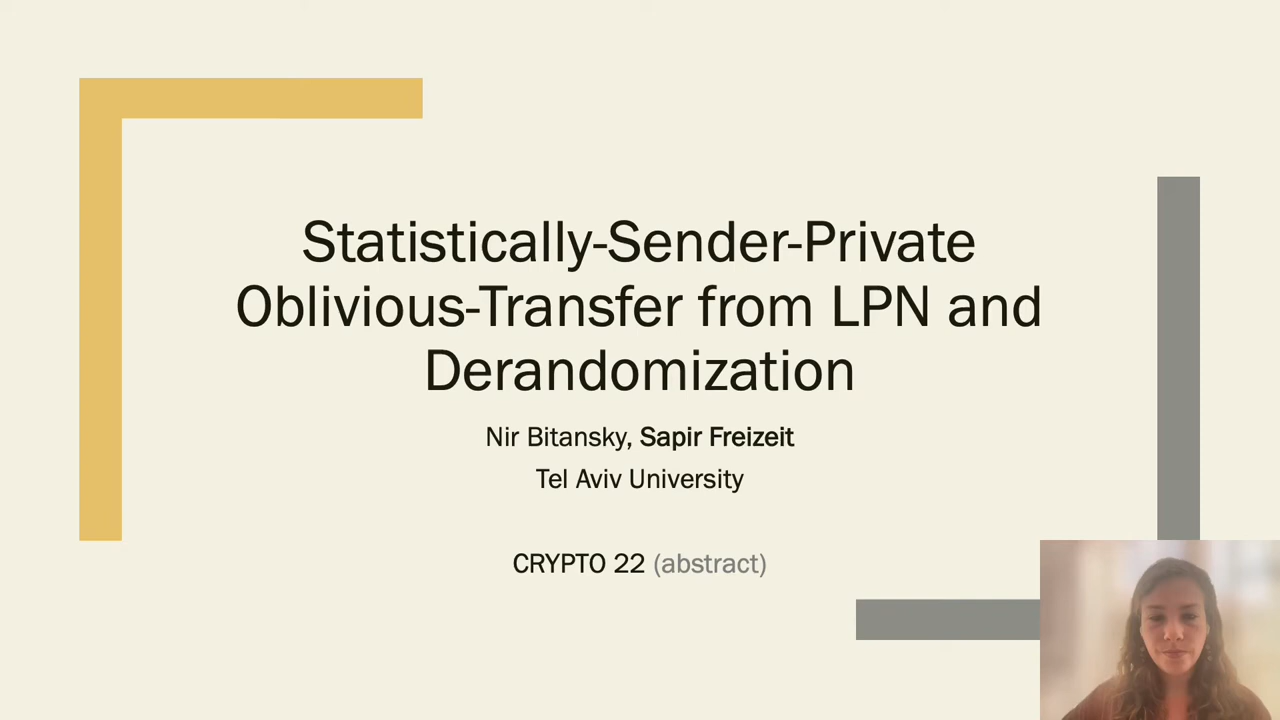 Statistically-Sender-Private
Oblivious-Transfer from LPN and
Derandomization
Nir Bitansky, Sapir Freizeit
Tel Aviv University
CRYPTO 22 (abstract)